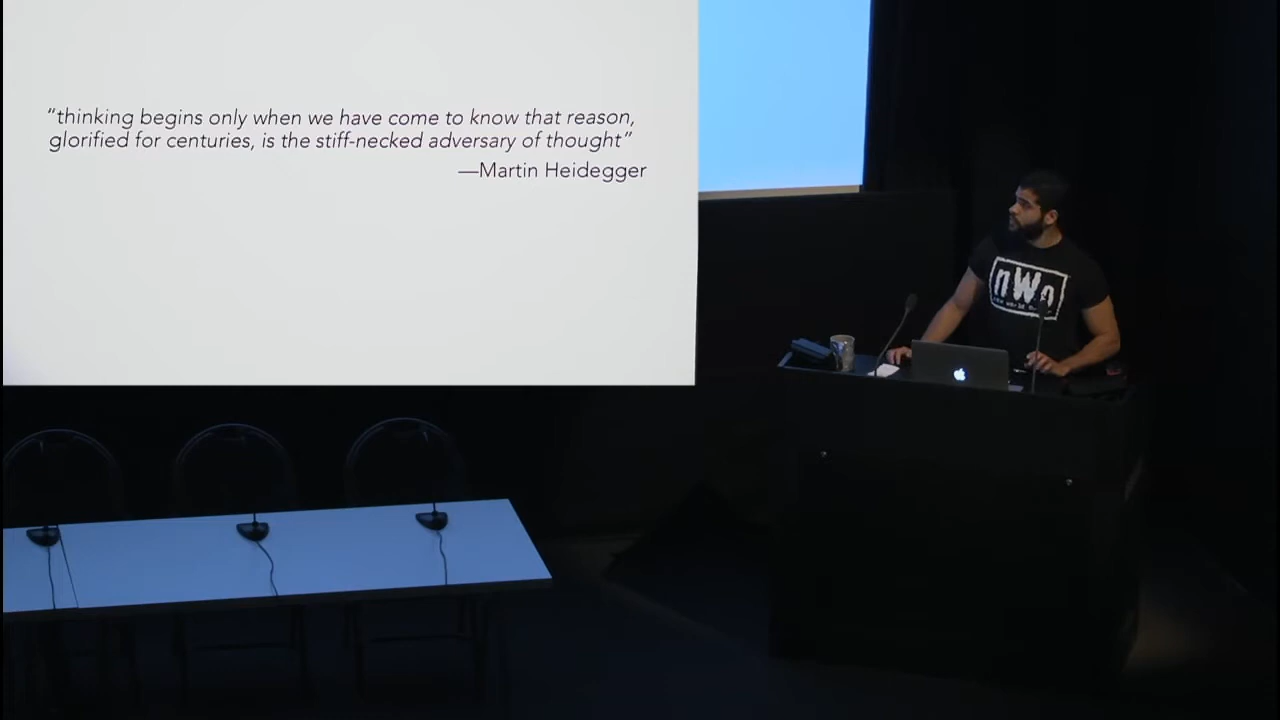 “thinking begins only when we have come to know that reason,
glorified for centuries, is the stiff-necked adversary of thought”
—Martin Heidegger
nWo